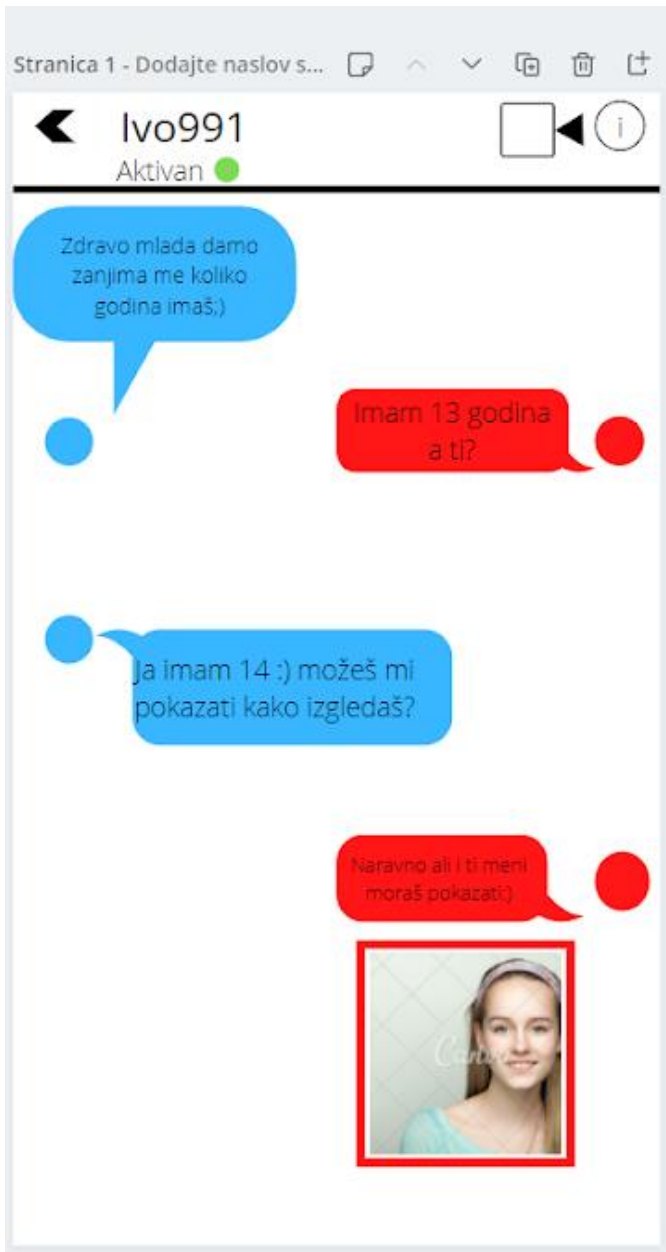 Stranica 1 - Dodajte naslov s...
Ivo991
Aktivan
i
Zdravo mlada damo
zanjima me koliko
godina imaš;)
Imam 13 godina
a ti?
Ja imam 14 :) možeš mi
pokazati kako izgledaš?
Naravno ali i ti meni
moraš pokazati:)
Canva